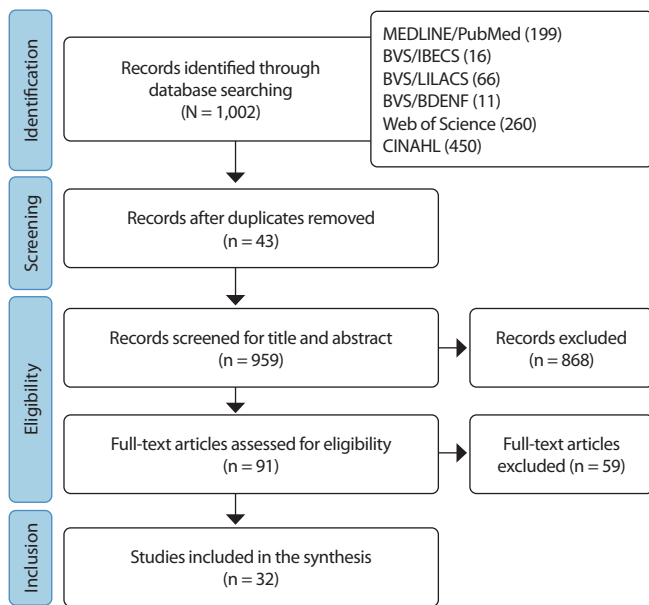 Identification
Records identified through
database searching
(N = 1,002)
MEDLINE/PubMed (199)
BVS/IBECS (16)
BVS/LILACS (66)
BVS/BDENF (11)
Web of Science (260)
CINAHL (450)
Screening
Records after duplicates removed
(n = 43)
Eligibility
Records screened for title and abstract
(n = 959)
Records excluded
(n = 868)
Full-text articles assessed for eligibility
(n = 91)
Full-text articles
excluded (n = 59)
Inclusion
Studies included in the synthesis
(n = 32)